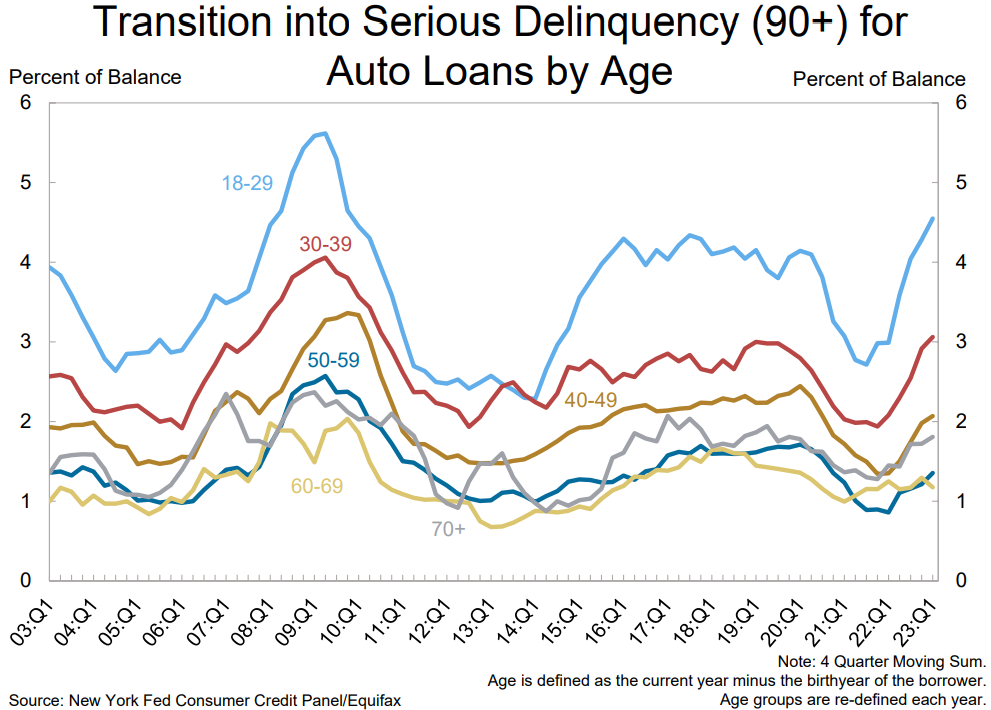 Transition into Serious Delinquency (90+) for
Auto Loans by Age
Percent of Balance
Percent of Balance
6
6
5
5
4
4
3
3
2
2
1
1
0
0
18-29
30-39
50-59
40-49
60-69
70+
03:Q1
04:Q1
05:Q1
06:Q1
07:Q1
08:Q1
09:Q1
10:Q1
11:Q1
12:Q1
13:Q1
14:Q1
15:Q1
16:Q1
17:Q1
18:Q1
19:Q1
20:Q1
21:Q1
22:Q1
23:Q1
Note: 4 Quarter Moving Sum.
Age is defined as the current year minus the birthyear of the borrower.
Source: New York Fed Consumer Credit Panel/Equifax
Age groups are re-defined each year.